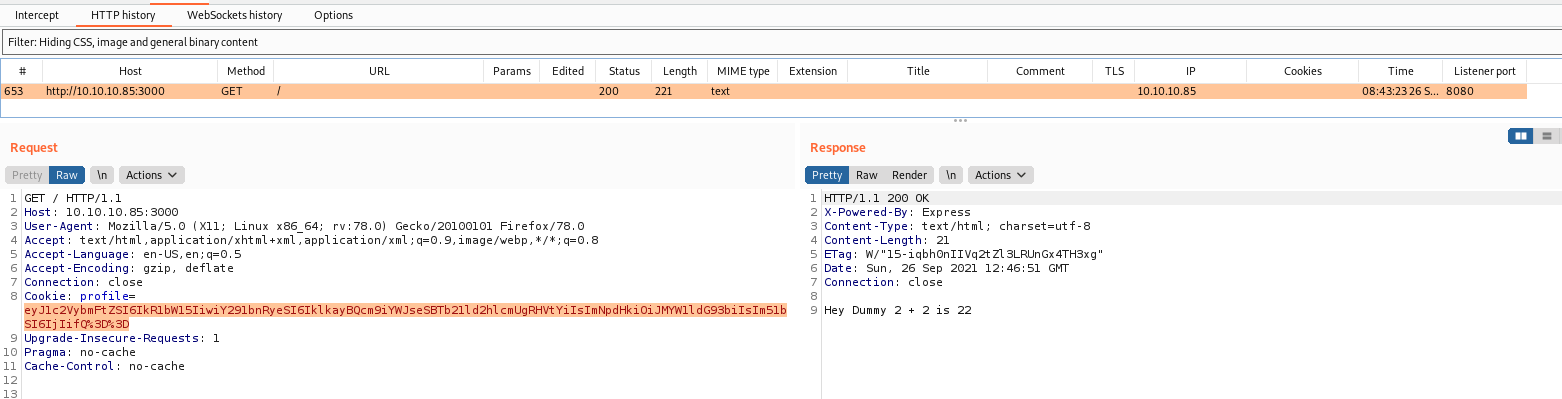 Intercept HTTP history WebSockets history Options
Filter: Hiding CSS, image and general binary content
# Host Method URL Params Edited Status Length MIME type Extension Title Comment TLS IP Cookies Time Listener port
653 http://10.10.10.85:3000 GET / 200 221 text 10.10.10.85 08:43:23 26 S... 8080
Request
Pretty Raw \n Actions
1 GET / HTTP/1.1
2 Host: 10.10.10.85:3000
3 User-Agent: Mozilla/5.0 (X11; Linux x86_64; rv:78.0) Gecko/20100101 Firefox/78.0
4 Accept: text/html,application/xhtml+xml,application/xml;q=0.9,image/webp,*/*;q=0.8
5 Accept-Language: en-US,en;q=0.5
6 Accept-Encoding: gzip, deflate
7 Connection: close
8 Cookie: profile=
eyJ1c2VybmFtZSI6IkR1bW15IiwiY291bnRyeSI6IklkayBQcm9iYWJseSBTb21ld2hlcmUgRHVtYiIsImNpdHkiOiJMYW1ldG93biIsIm51b
SI6IjIifQ%3D%3D
9 Upgrade-Insecure-Requests: 1
10 Pragma: no-cache
11 Cache-Control: no-cache
12
13
Response
Pretty Raw Render \n Actions
1 HTTP/1.1 200 OK
2 X-Powered-By: Express
3 Content-Type: text/html; charset=utf-8
4 Content-Length: 21
5 ETag: W/"15-iqbh0nIIVq2tZl3LRUnGx4TH3xg"
6 Date: Sun, 26 Sep 2021 12:46:51 GMT
7 Connection: close
8
9 Hey Dummy 2 + 2 is 22